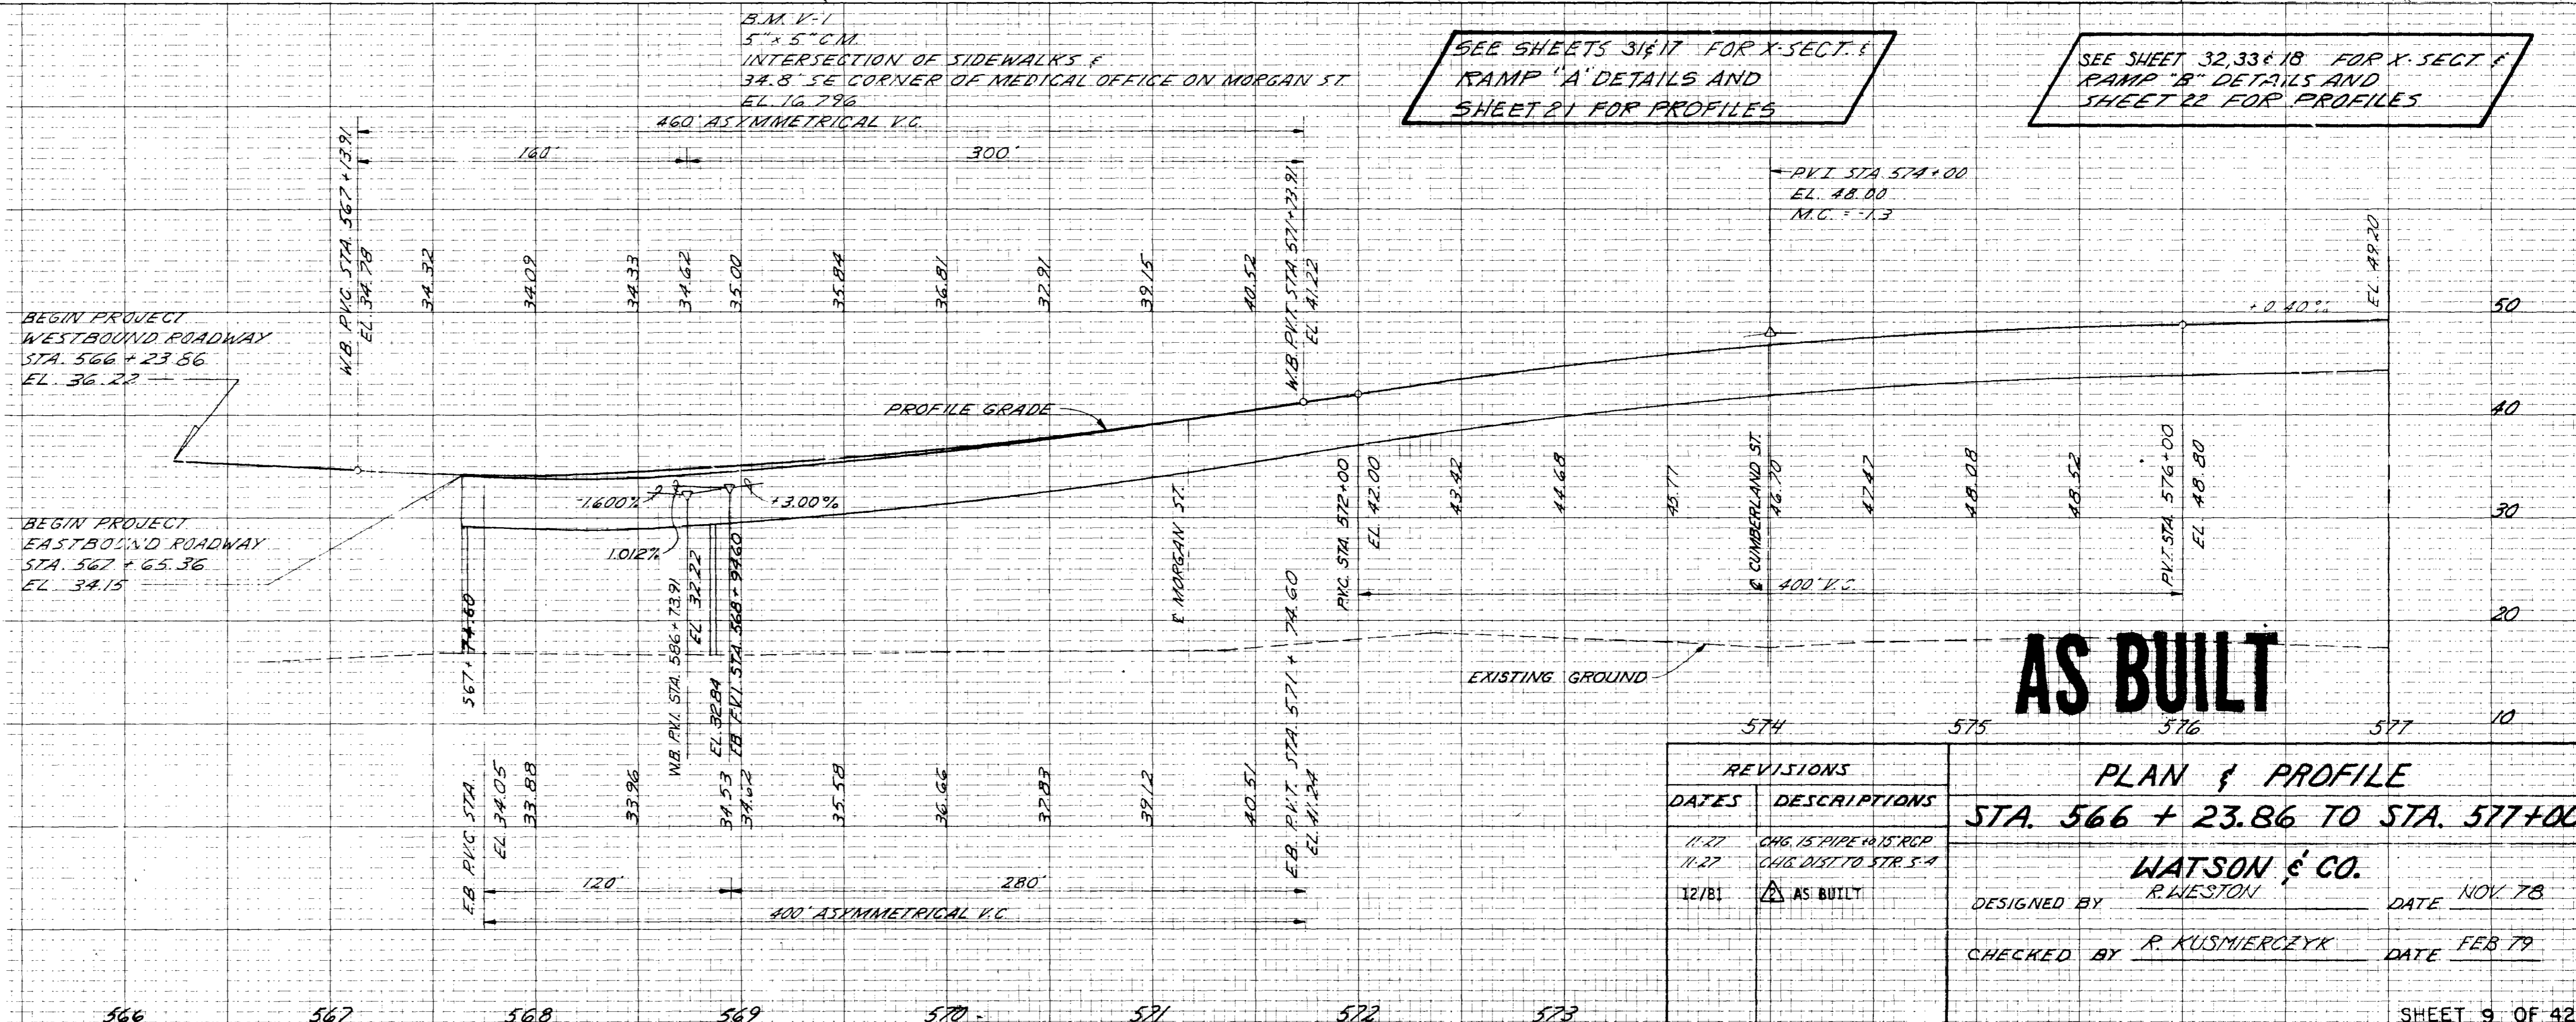 B.M. V-1
5" x 5" C.M.
INTERSECTION OF SIDEWALKS &
34.8' SE CORNER OF MEDICAL OFFICE ON MORGAN ST.
EL. 16.796
460' ASYMMETRICAL V.C.
160'
300'
SEE SHEETS 31&17 FOR X-SECT. &
RAMP "A" DETAILS AND
SHEET 21 FOR PROFILES
SEE SHEET 32,33 & 18 FOR X-SECT. &
RAMP "B" DETAILS AND
SHEET 22 FOR PROFILES
W.B. P.V.C. STA. 567+13.91
EL. 34.78
34.32
34.09
34.33
34.62
35.00
35.84
36.81
37.91
39.15
40.52
W.B. P.V.T. STA. 571+73.91
EL. 41.22
P.V.I. STA. 574+00
EL. 48.00
M.C. = -1.3
EL. 49.20
+0.40%
BEGIN PROJECT
WESTBOUND ROADWAY
STA. 566 + 23.86
EL. 36.22
PROFILE GRADE
50
40
30
20
10
BEGIN PROJECT
EASTBOUND ROADWAY
STA. 567 + 65.36
EL. 34.15
-1.600%
+3.00%
1.012%
567+74.60
W.B. P.V.I. STA. 586+73.91
EL. 32.22
EL. 32.84
E.B. P.V.I. STA. 568+94.60
₵ MORGAN ST.
P.V.C. STA. 572+00
EL. 42.00
43.42
44.68
45.77
₵ CUMBERLAND ST.
46.70
47.47
48.08
48.52
P.V.T. STA. 576+00
EL. 48.80
400' V.C.
EXISTING GROUND
AS BUILT
574
575
576
577
E.B. P.V.C. STA.
EL. 34.05
33.88
33.96
34.53
34.62
35.58
36.66
37.83
39.12
40.51
E.B. P.V.T. STA. 571 + 74.60
EL. 41.24
120'
280'
400' ASYMMETRICAL V.C.
REVISIONS
DATES
DESCRIPTIONS
11-27 CHG. 15" PIPE to 15" RCP
11-27 CHG. DIST TO STR. S-4
12/81 2 AS BUILT
PLAN & PROFILE
STA. 566 + 23.86 TO STA. 577+00
WATSON & CO.
DESIGNED BY R. WESTON DATE NOV. 78
CHECKED BY R. KUSMIERCZYK DATE FEB 79
566
567
568
569
570
571
572
573
SHEET 9 OF 42